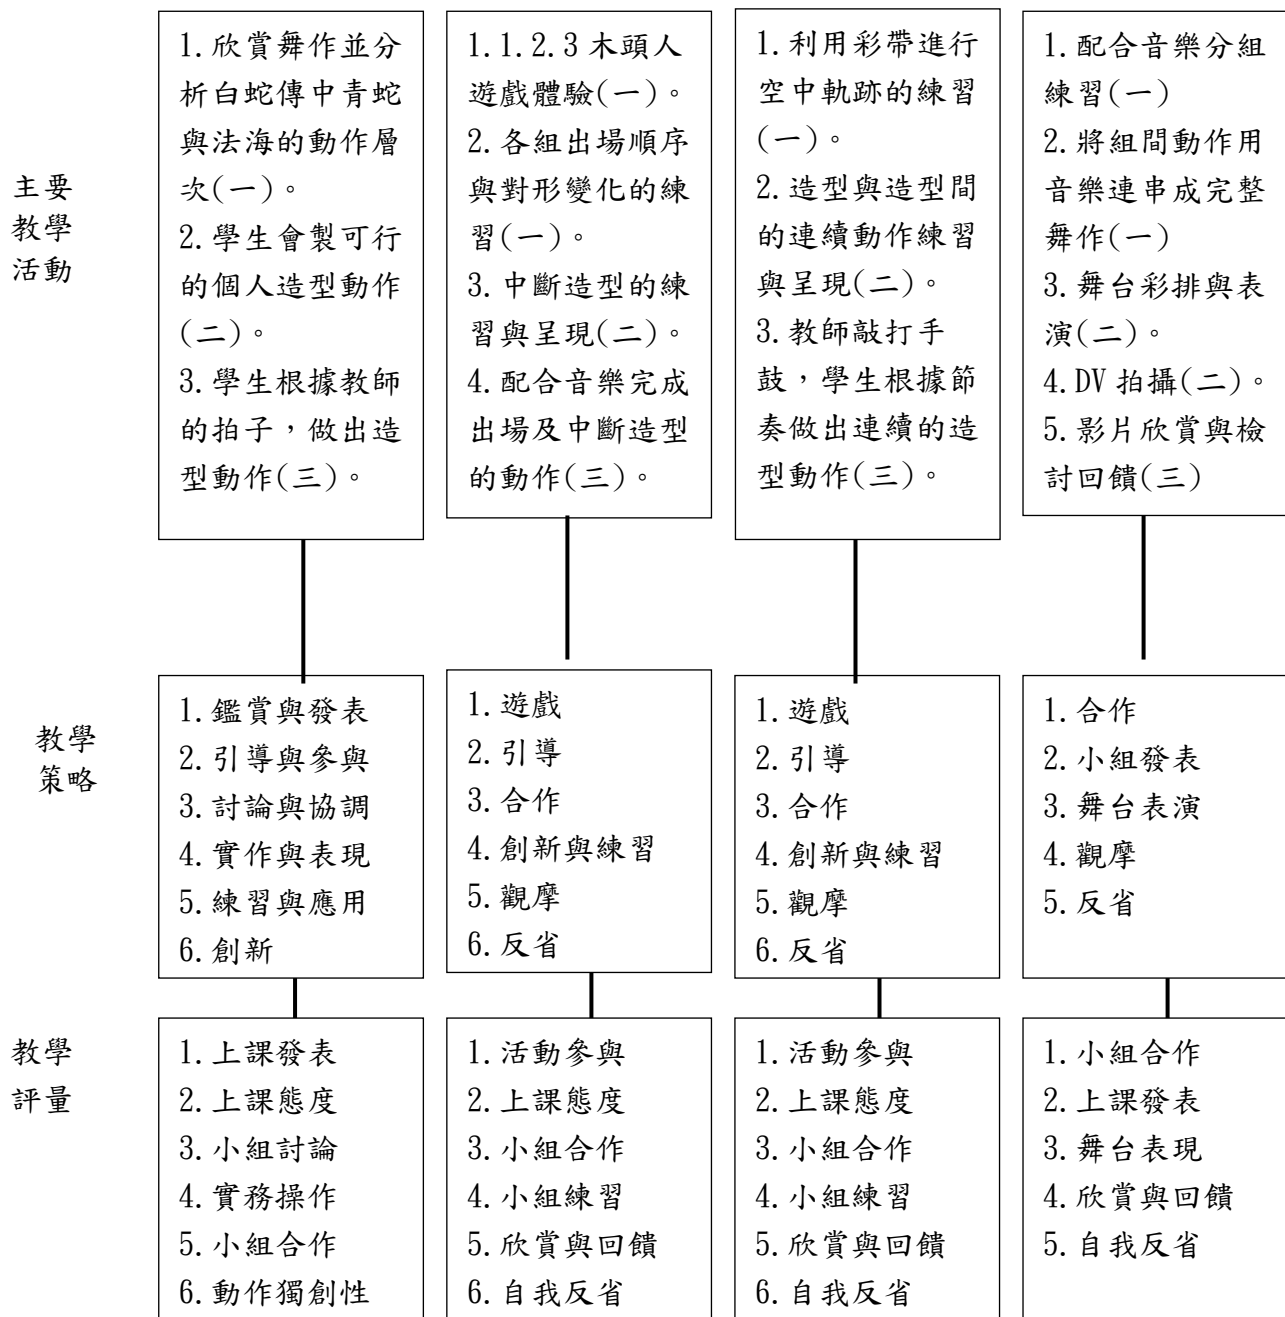 主要
教學
活動
1.欣賞舞作並分
析白蛇傳中青蛇
與法海的動作層
次(一)。
2.學生會製可行
的個人造型動作
(二)。
3.學生根據教師
的拍子，做出造
型動作(三)。
1.1.2.3 木頭人
遊戲體驗(一)。
2.各組出場順序
與對形變化的練
習(一)。
3.中斷造型的練
習與呈現(二)。
4.配合音樂完成
出場及中斷造型
的動作(三)。
1.利用彩帶進行
空中軌跡的練習
(一)。
2.造型與造型間
的連續動作練習
與呈現(二)。
3.教師敲打手
鼓，學生根據節
奏做出連續的造
型動作(三)。
1.配合音樂分組
練習(一)
2.將組間動作用
音樂連串成完整
舞作(一)
3.舞台彩排與表
演(二)。
4.DV 拍攝(二)。
5.影片欣賞與檢
討回饋(三)
教學
策略
1.鑑賞與發表
2.引導與參與
3.討論與協調
4.實作與表現
5.練習與應用
6.創新
1.遊戲
2.引導
3.合作
4.創新與練習
5.觀摩
6.反省
1.遊戲
2.引導
3.合作
4.創新與練習
5.觀摩
6.反省
1.合作
2.小組發表
3.舞台表演
4.觀摩
5.反省
教學
評量
1.上課發表
2.上課態度
3.小組討論
4.實務操作
5.小組合作
6.動作獨創性
1.活動參與
2.上課態度
3.小組合作
4.小組練習
5.欣賞與回饋
6.自我反省
1.活動參與
2.上課態度
3.小組合作
4.小組練習
5.欣賞與回饋
6.自我反省
1.小組合作
2.上課發表
3.舞台表現
4.欣賞與回饋
5.自我反省